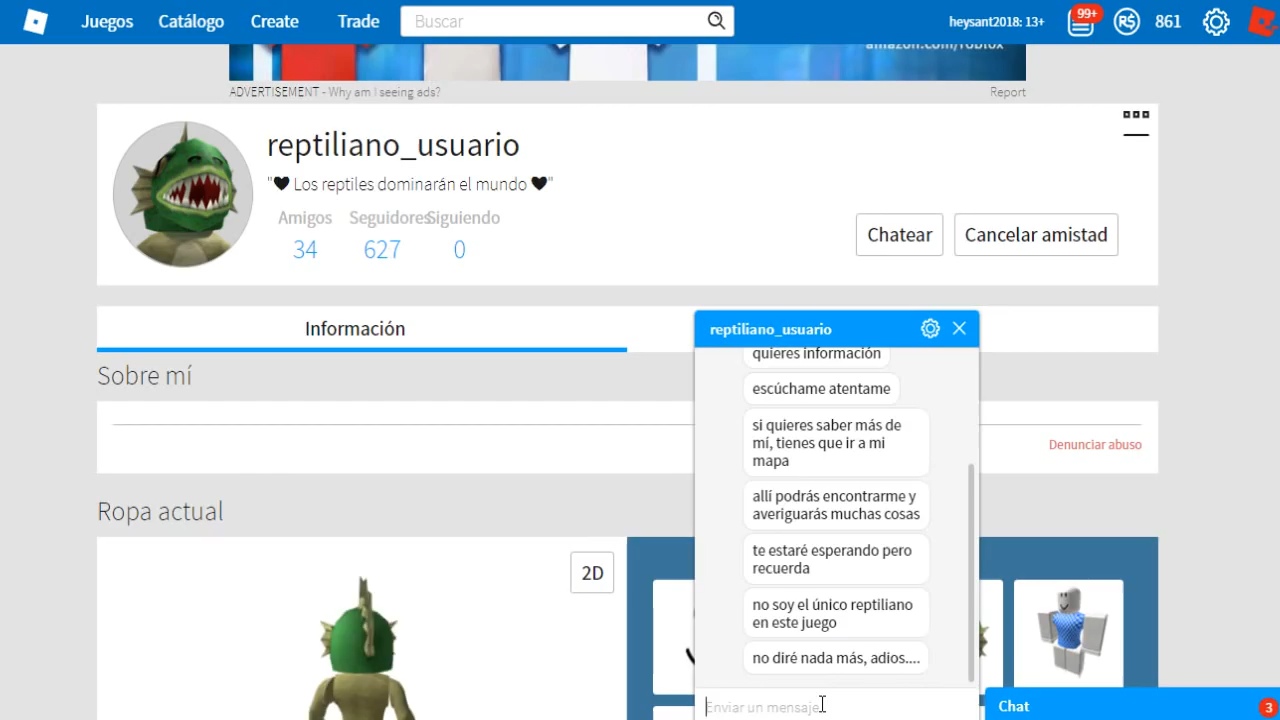 Juegos Catálogo Create Trade Buscar heysant2018: 13+ 99+ R$ 861
amazon.com/roblox
ADVERTISEMENT - Why am I seeing ads? Report
reptiliano_usuario
"🖤 Los reptiles dominarán el mundo 🖤"
Amigos Seguidores Siguiendo
34 627 0
Chatear Cancelar amistad
Información
Sobre mí
Denunciar abuso
Ropa actual
2D
reptiliano_usuario
quieres información
escúchame atentame
si quieres saber más de
mí, tienes que ir a mi
mapa
allí podrás encontrarme y
averiguarás muchas cosas
te estaré esperando pero
recuerda
no soy el único reptiliano
en este juego
no diré nada más, adios....
Enviar un mensaje
Chat 3